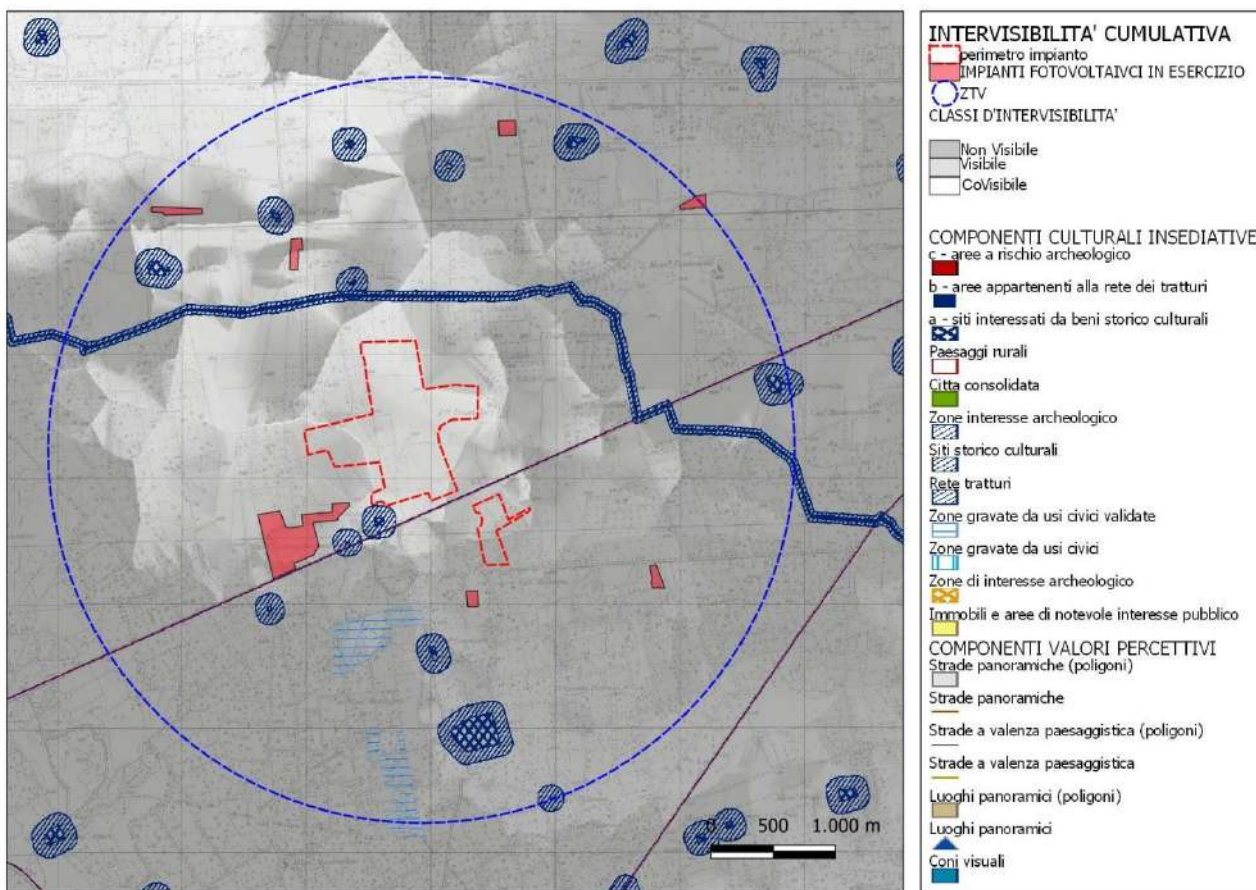 INTERVISIBILITA' CUMULATIVA
perimetro impianto
IMPIANTI FOTOVOLTAIVCI IN ESERCIZIO
ZTV
CLASSI D'INTERVISIBILITA'
Non Visibile
Visibile
CoVisibile
COMPONENTI CULTURALI INSEDIATIVE
c - aree a rischio archeologico
b - aree appartenenti alla rete dei tratturi
a - siti interessati da beni storico culturali
Paesaggi rurali
Citta consolidata
Zone interesse archeologico
Siti storico culturali
Rete tratturi
Zone gravate da usi civici validate
Zone gravate da usi civici
Zone di interesse archeologico
Immobili e aree di notevole interesse pubblico
COMPONENTI VALORI PERCETTIVI
Strade panoramiche (poligoni)
Strade panoramiche
Strade a valenza paesaggistica (poligoni)
Strade a valenza paesaggistica
Luoghi panoramici (poligoni)
Luoghi panoramici
Coni visuali
0 500 1.000 m